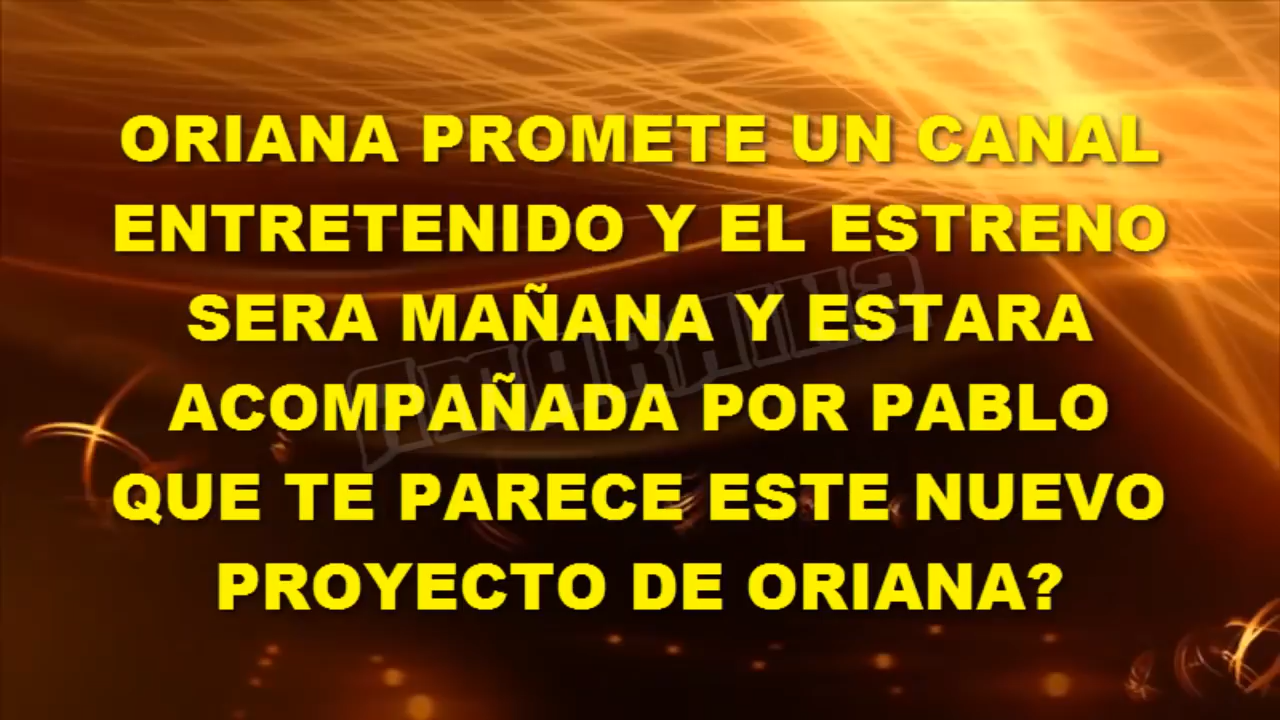 ORIANA PROMETE UN CANAL
ENTRETENIDO Y EL ESTRENO
SERA MAÑANA Y ESTARA
ACOMPAÑADA POR PABLO
QUE TE PARECE ESTE NUEVO
PROYECTO DE ORIANA?